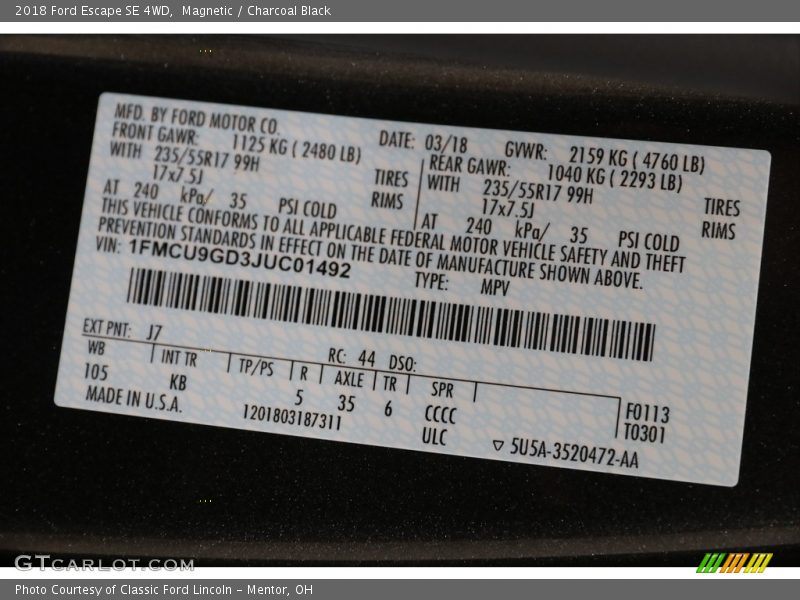 2018 Ford Escape SE 4WD, Magnetic / Charcoal Black
MFD. BY FORD MOTOR CO.
DATE: 03/18 GVWR: 2159 KG ( 4760 LB)
FRONT GAWR: 1125 KG ( 2480 LB)
REAR GAWR: 1040 KG ( 2293 LB)
WITH 235/55R17 99H TIRES
WITH 235/55R17 99H TIRES
17x7.5J RIMS
17x7.5J RIMS
AT 240 kPa/ 35 PSI COLD
AT 240 kPa/ 35 PSI COLD
THIS VEHICLE CONFORMS TO ALL APPLICABLE FEDERAL MOTOR VEHICLE SAFETY AND THEFT
PREVENTION STANDARDS IN EFFECT ON THE DATE OF MANUFACTURE SHOWN ABOVE.
VIN: 1FMCU9GD3JUC01492
TYPE: MPV
EXT PNT: J7 RC: 44 DSO:
WB INT TR TP/PS R AXLE TR SPR
105 KB 5 35 6 CCCC
F0113
T0301
MADE IN U.S.A. 1201803187311 ULC
5U5A-3520472-AA
GTCARLOT.COM
Photo Courtesy of Classic Ford Lincoln – Mentor, OH